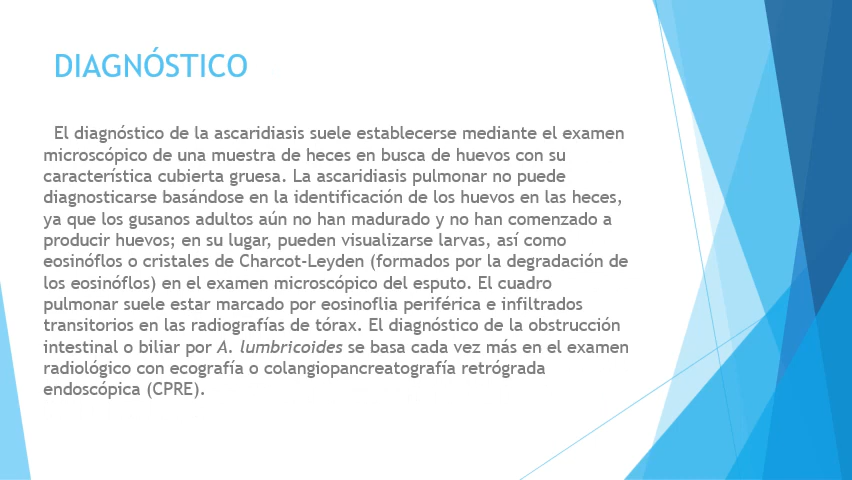 DIAGNÓSTICO
El diagnóstico de la ascaridiasis suele establecerse mediante el examen
microscópico de una muestra de heces en busca de huevos con su
característica cubierta gruesa. La ascaridiasis pulmonar no puede
diagnosticarse basándose en la identificación de los huevos en las heces,
ya que los gusanos adultos aún no han madurado y no han comenzado a
producir huevos; en su lugar, pueden visualizarse larvas, así como
eosinóflos o cristales de Charcot-Leyden (formados por la degradación de
los eosinóflos) en el examen microscópico del esputo. El cuadro
pulmonar suele estar marcado por eosinoflia periférica e infiltrados
transitorios en las radiografías de tórax. El diagnóstico de la obstrucción
intestinal o biliar por A. lumbricoides se basa cada vez más en el examen
radiológico con ecografía o colangiopancreatografía retrógrada
endoscópica (CPRE).